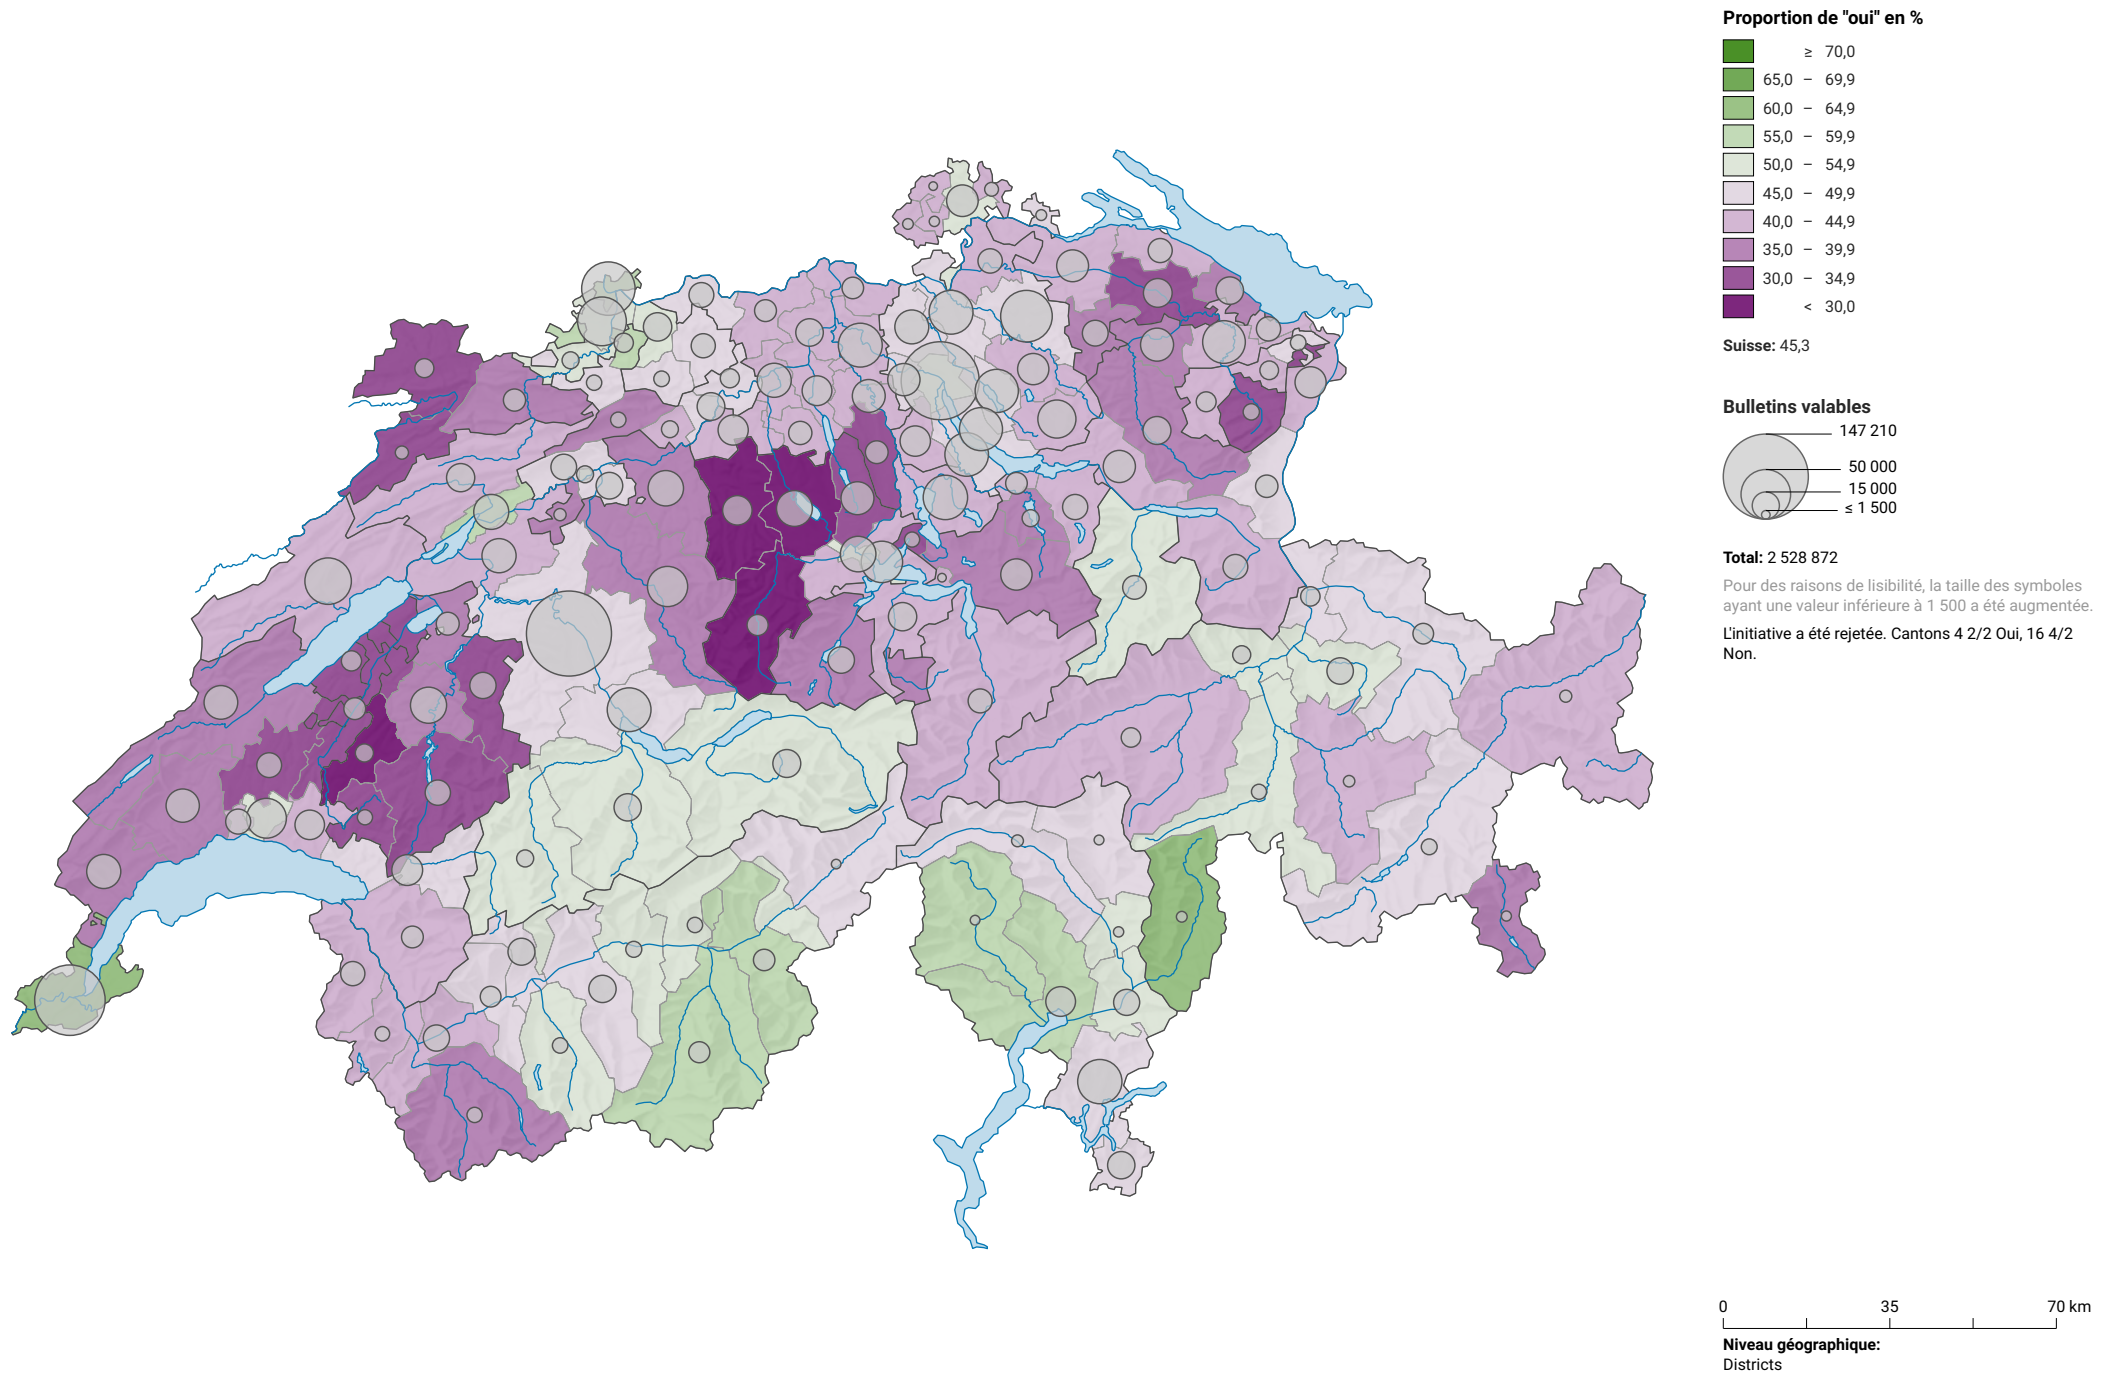 Proportion de "oui" en %
≥ 70,0
65,0 – 69,9
60,0 – 64,9
55,0 – 59,9
50,0 – 54,9
45,0 – 49,9
40,0 – 44,9
35,0 – 39,9
30,0 – 34,9
< 30,0
Suisse: 45,3
Bulletins valables
147 210
50 000
15 000
≤ 1 500
Total: 2 528 872
Pour des raisons de lisibilité, la taille des symboles
ayant une valeur inférieure à 1 500 a été augmentée.
L'initiative a été rejetée. Cantons 4 2/2 Oui, 16 4/2
Non.
0 35 70 km
Niveau géographique:
Districts